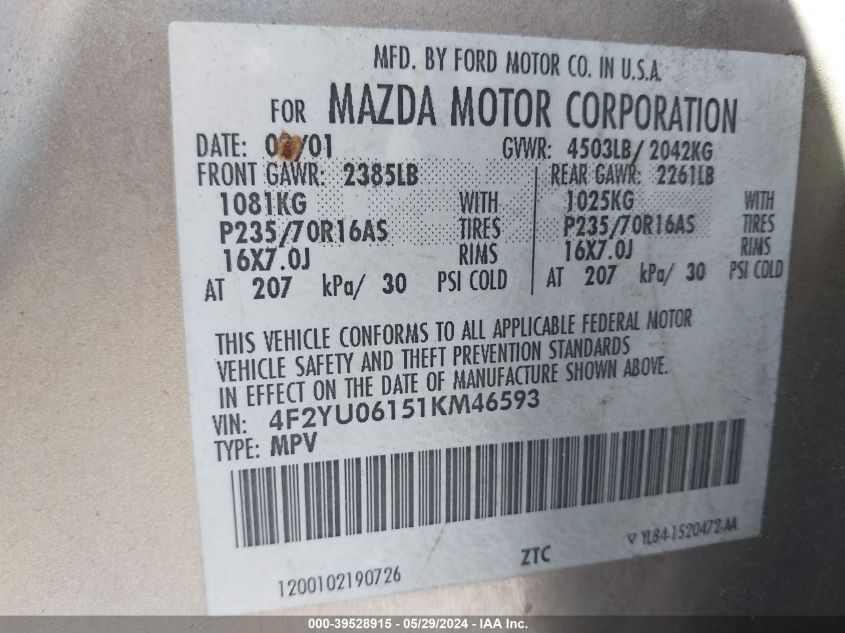 MFD. BY FORD MOTOR CO. IN U.S.A.
FOR MAZDA MOTOR CORPORATION
DATE: /01 GVWR: 4503LB/ 2042KG
FRONT GAWR: 2385LB REAR GAWR: 2261LB
1081KG WITH 1025KG WITH
P235/70R16AS TIRES P235/70R16AS TIRES
16X7.0J RIMS 16X7.0J RIMS
AT 207 kPa/ 30 PSI COLD AT 207 kPa/ 30 PSI COLD
THIS VEHICLE CONFORMS TO ALL APPLICABLE FEDERAL MOTOR
VEHICLE SAFETY AND THEFT PREVENTION STANDARDS
IN EFFECT ON THE DATE OF MANUFACTURE SHOWN ABOVE.
VIN: 4F2YU06151KM46593
TYPE: MPV
ZTC YL84-1520472-AA
1200102190726
000-39528915 - 05/29/2024 - IAA Inc.